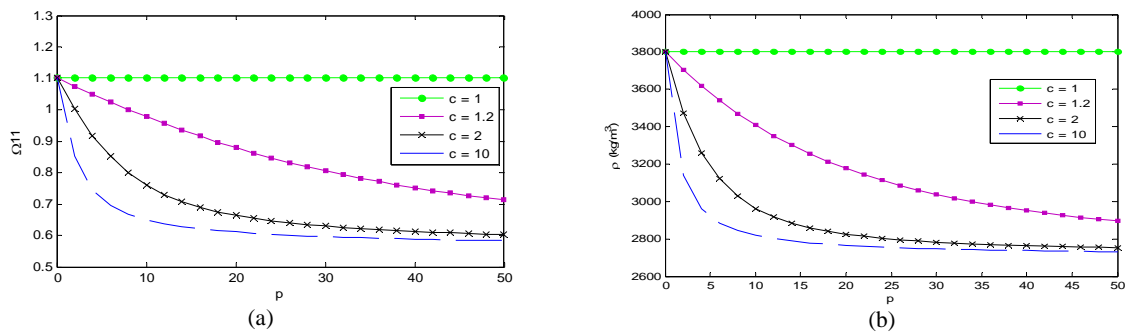 1.3
1.2
1.1
1
0.9
0.8
0.7
0.6
0.5
Ω11
0 10 20 30 40 50
p
c = 1
c = 1.2
c = 2
c = 10
(a)
4000
3800
3600
3400
3200
3000
2800
2600
ρ (kg/m³)
0 5 10 15 20 25 30 35 40 45 50
p
c = 1
c = 1.2
c = 2
c = 10
(b)